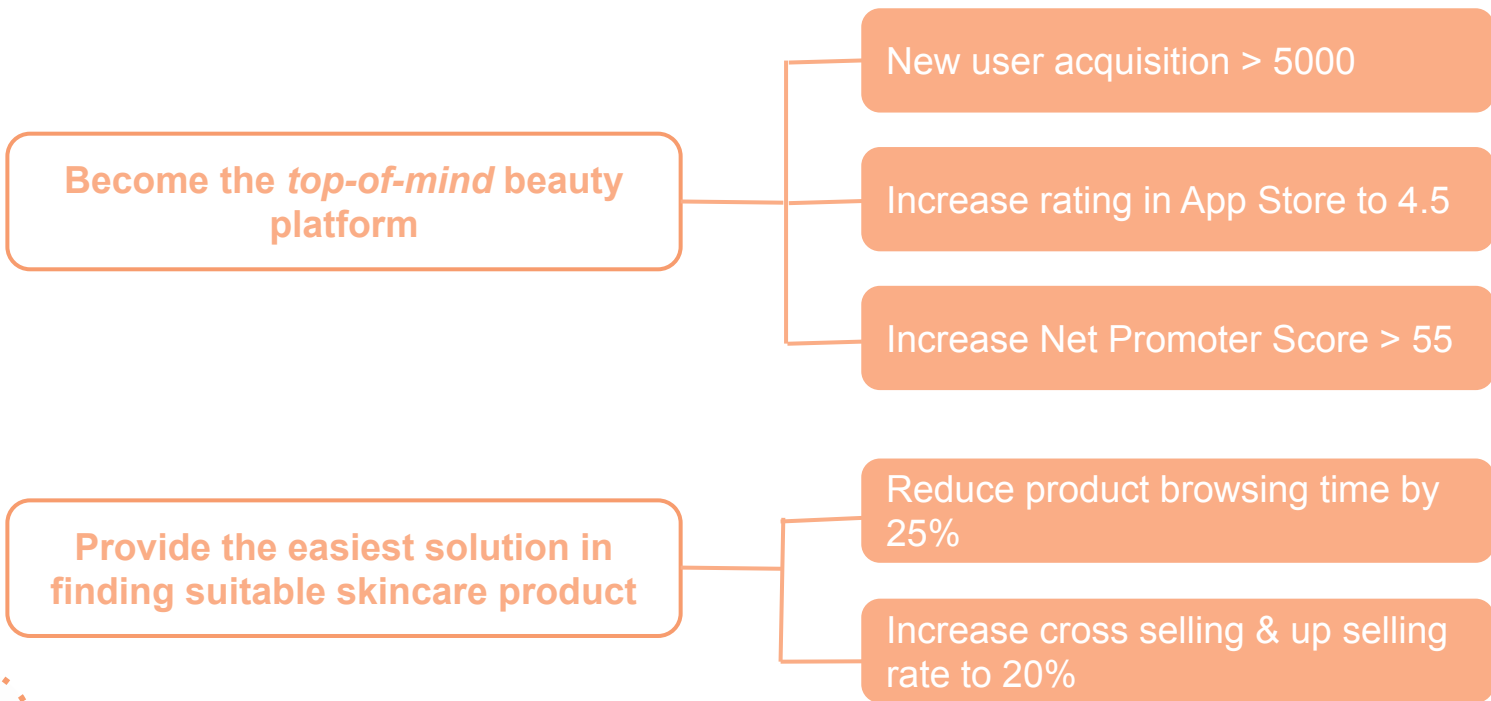 New user acquisition > 5000
Become the top-of-mind beauty
platform
Increase rating in App Store to 4.5
Increase Net Promoter Score > 55
Provide the easiest solution in
finding suitable skincare product
Reduce product browsing time by
25%
Increase cross selling & up selling
rate to 20%